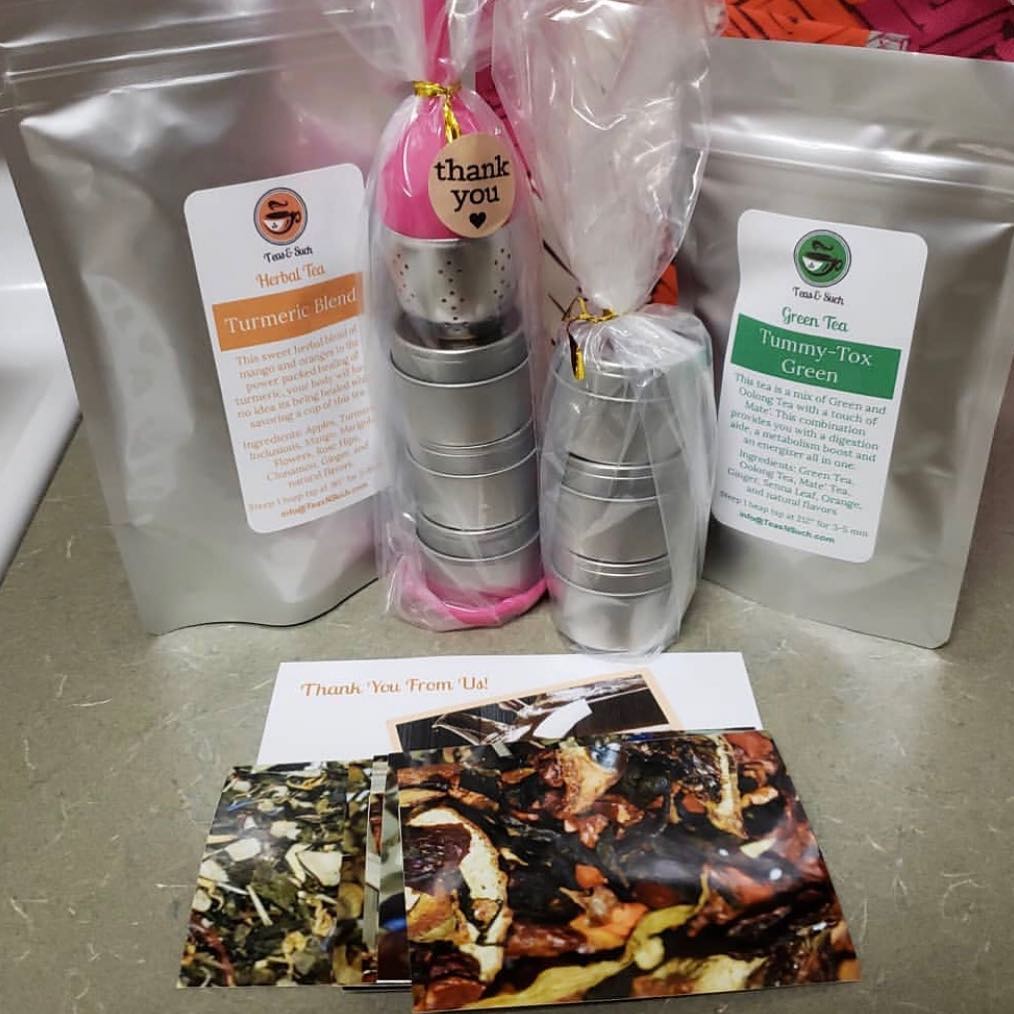 Teas & Such
Herbal Tea
Turmeric Blend
This sweet herbal blend of
mango and oranges in the
power packed healing of
turmeric, your body will have
no idea its being healed while
savoring a cup of this tea.
Ingredients: Apples, Turmeric
Inclusions, Mango, Marigold
Flowers, Rose Hips,
Cinnamon, Ginger, and
natural flavors.
Steep 1 heap tsp at
info@TeasNSuch.com
thank
you
Teas & Such
Green Tea
Tummy-Tox
Green
This tea is a mix of Green and
Oolong Tea with a touch of
Mate'. This combination
provides you with a digestion
aide, a metabolism boost and
an energizer all in one.
Ingredients: Green Tea,
Oolong Tea, Mate' Tea,
Ginger, Senna Leaf, Orange,
and natural flavors
Steep 1 heap tsp at 212° for 3-5 min
info@TeasNSuch.com
Thank You From Us!